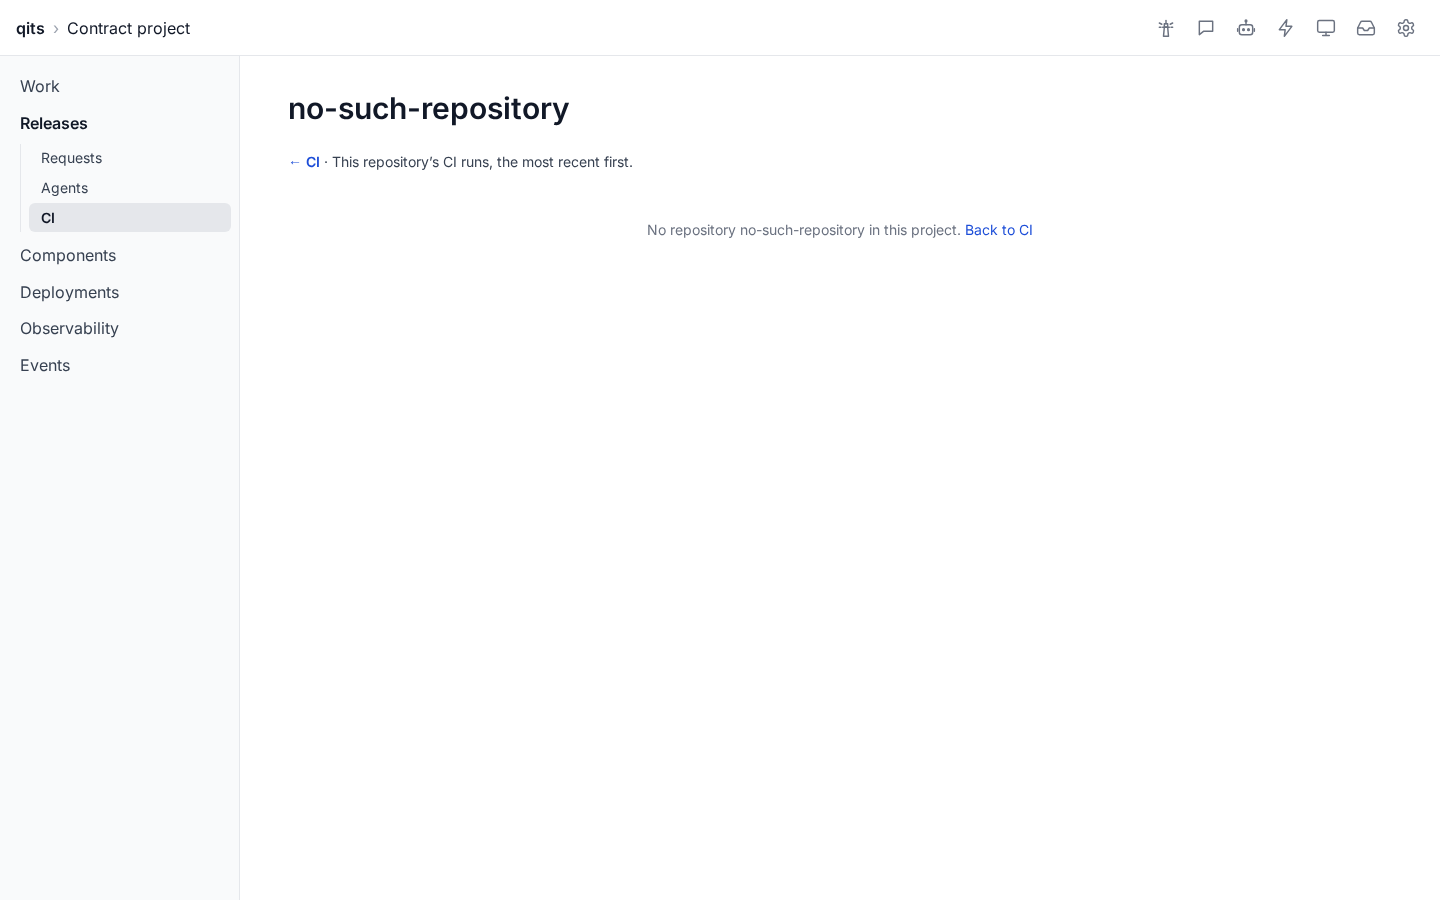 qits › Contract project
Work
Releases
Requests
Agents
CI
Components
Deployments
Observability
Events
no-such-repository
← CI · This repository’s CI runs, the most recent first.
No repository no-such-repository in this project. Back to CI